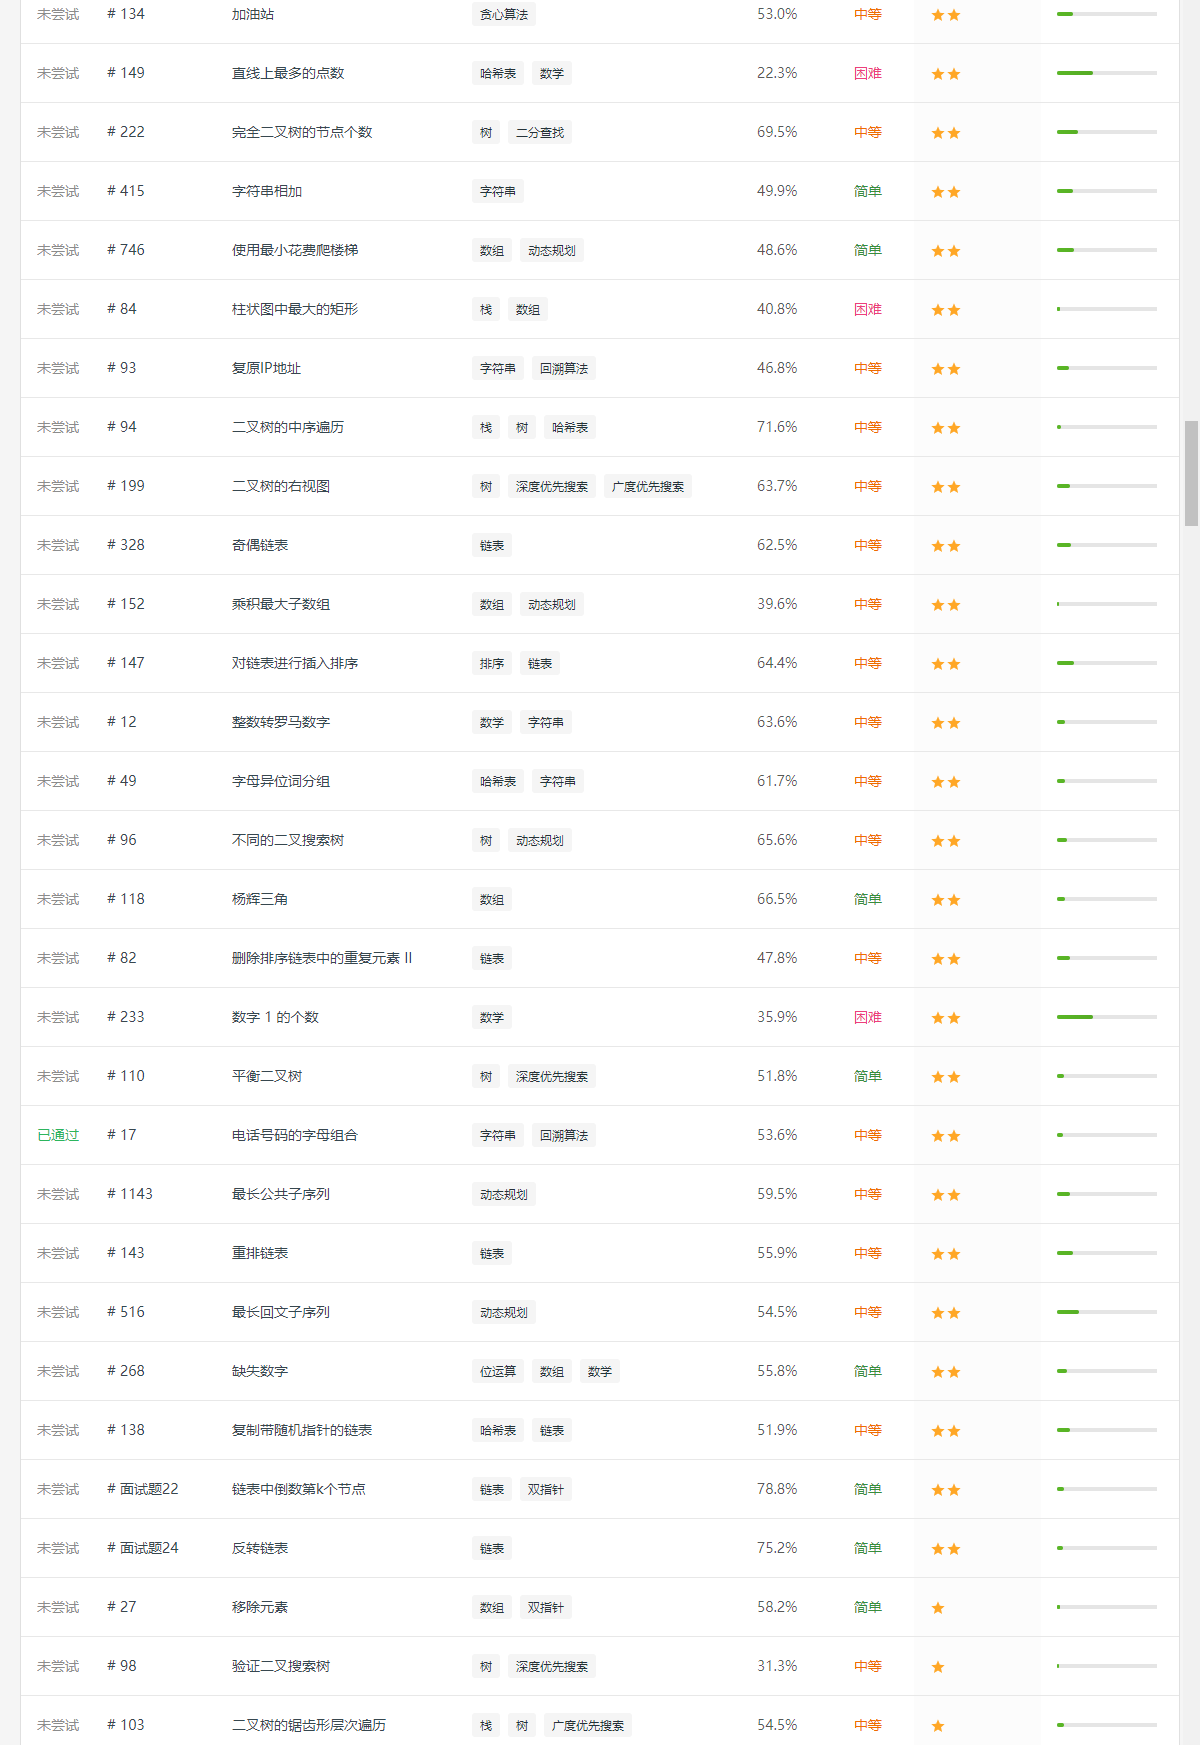 未尝试 # 134 加油站 贪心算法 53.0% 中等
未尝试 # 149 直线上最多的点数 哈希表 数学 22.3% 困难
未尝试 # 222 完全二叉树的节点个数 树 二分查找 69.5% 中等
未尝试 # 415 字符串相加 字符串 49.9% 简单
未尝试 # 746 使用最小花费爬楼梯 数组 动态规划 48.6% 简单
未尝试 # 84 柱状图中最大的矩形 栈 数组 40.8% 困难
未尝试 # 93 复原IP地址 字符串 回溯算法 46.8% 中等
未尝试 # 94 二叉树的中序遍历 栈 树 哈希表 71.6% 中等
未尝试 # 199 二叉树的右视图 树 深度优先搜索 广度优先搜索 63.7% 中等
未尝试 # 328 奇偶链表 链表 62.5% 中等
未尝试 # 152 乘积最大子数组 数组 动态规划 39.6% 中等
未尝试 # 147 对链表进行插入排序 排序 链表 64.4% 中等
未尝试 # 12 整数转罗马数字 数学 字符串 63.6% 中等
未尝试 # 49 字母异位词分组 哈希表 字符串 61.7% 中等
未尝试 # 96 不同的二叉搜索树 树 动态规划 65.6% 中等
未尝试 # 118 杨辉三角 数组 66.5% 简单
未尝试 # 82 删除排序链表中的重复元素 II 链表 47.8% 中等
未尝试 # 233 数字 1 的个数 数学 35.9% 困难
未尝试 # 110 平衡二叉树 树 深度优先搜索 51.8% 简单
已通过 # 17 电话号码的字母组合 字符串 回溯算法 53.6% 中等
未尝试 # 1143 最长公共子序列 动态规划 59.5% 中等
未尝试 # 143 重排链表 链表 55.9% 中等
未尝试 # 516 最长回文子序列 动态规划 54.5% 中等
未尝试 # 268 缺失数字 位运算 数组 数学 55.8% 简单
未尝试 # 138 复制带随机指针的链表 哈希表 链表 51.9% 中等
未尝试 # 面试题22 链表中倒数第k个节点 链表 双指针 78.8% 简单
未尝试 # 面试题24 反转链表 链表 75.2% 简单
未尝试 # 27 移除元素 数组 双指针 58.2% 简单
未尝试 # 98 验证二叉搜索树 树 深度优先搜索 31.3% 中等
未尝试 # 103 二叉树的锯齿形层次遍历 栈 树 广度优先搜索 54.5% 中等